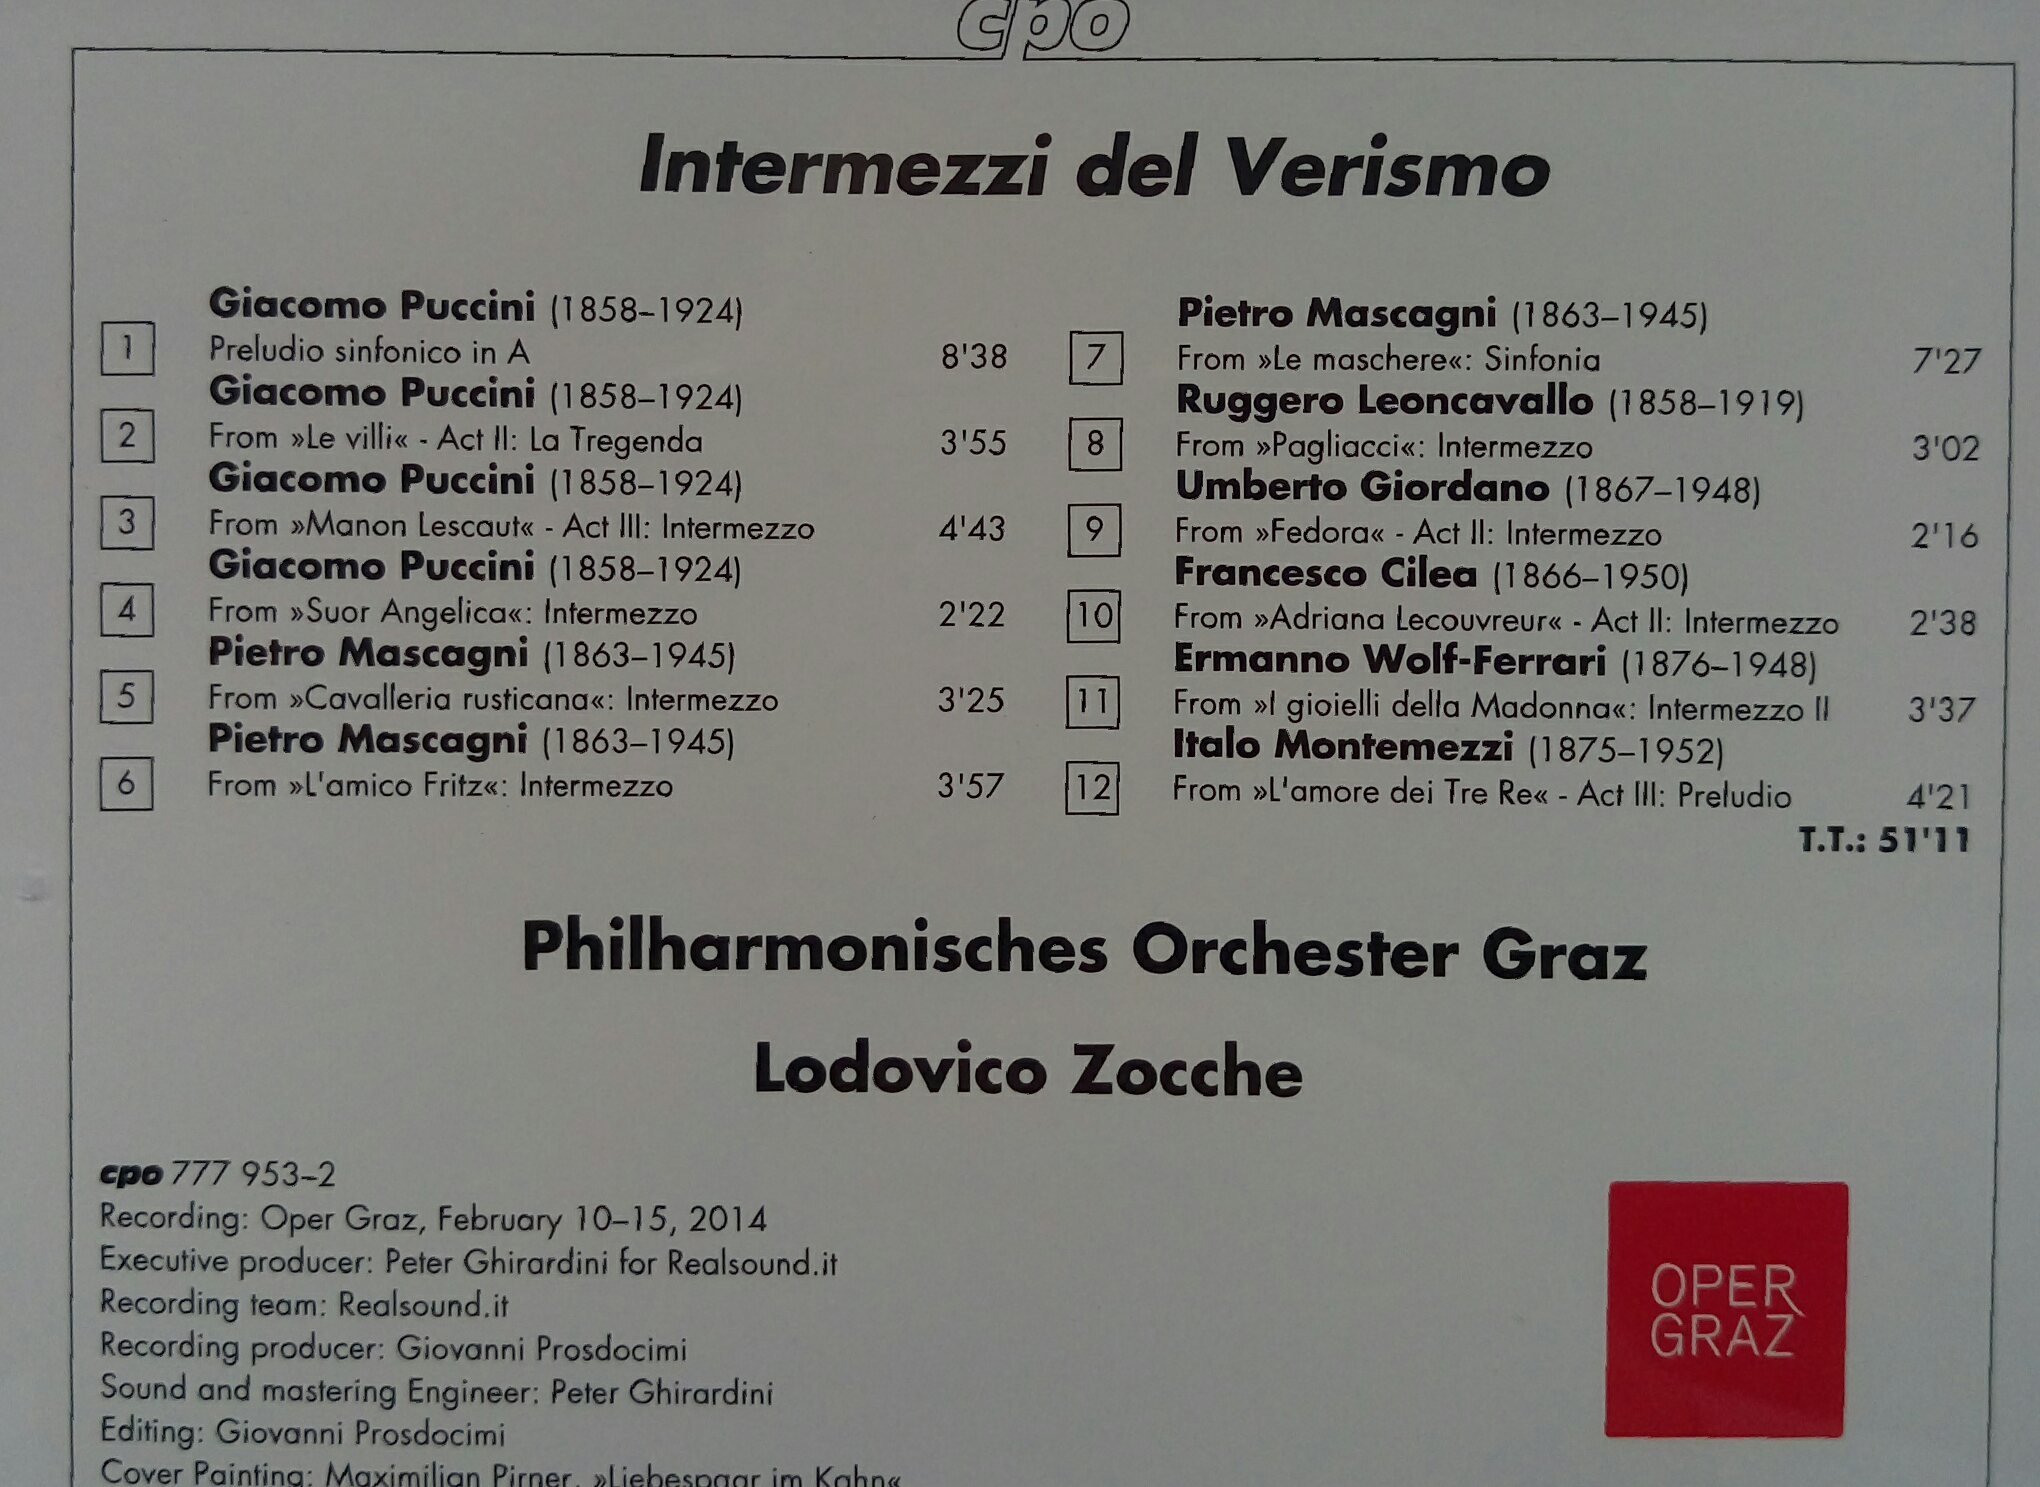 cpo
Intermezzi del Verismo
Giacomo Puccini (1858–1924)
1 Preludio sinfonico in A 8'38
Giacomo Puccini (1858–1924)
2 From »Le villi« - Act II: La Tregenda 3'55
Giacomo Puccini (1858–1924)
3 From »Manon Lescaut« - Act III: Intermezzo 4'43
Giacomo Puccini (1858–1924)
4 From »Suor Angelica«: Intermezzo 2'22
Pietro Mascagni (1863–1945)
5 From »Cavalleria rusticana«: Intermezzo 3'25
Pietro Mascagni (1863–1945)
6 From »L'amico Fritz«: Intermezzo 3'57
Pietro Mascagni (1863–1945)
7 From »Le maschere«: Sinfonia 7'27
Ruggero Leoncavallo (1858–1919)
8 From »Pagliacci«: Intermezzo 3'02
Umberto Giordano (1867–1948)
9 From »Fedora« - Act II: Intermezzo 2'16
Francesco Cilea (1866–1950)
10 From »Adriana Lecouvreur« - Act II: Intermezzo 2'38
Ermanno Wolf-Ferrari (1876–1948)
11 From »I gioielli della Madonna«: Intermezzo II 3'37
Italo Montemezzi (1875–1952)
12 From »L'amore dei Tre Re« - Act III: Preludio 4'21
T.T.: 51'11
Philharmonisches Orchester Graz
Lodovico Zocche
cpo 777 953–2
Recording: Oper Graz, February 10–15, 2014
Executive producer: Peter Ghirardini for Realsound.it
Recording team: Realsound.it
Recording producer: Giovanni Prosdocimi
Sound and mastering Engineer: Peter Ghirardini
Editing: Giovanni Prosdocimi
Cover Painting: Maximilian Pirner, »Liebespaar im Kahn«
OPER
GRAZ